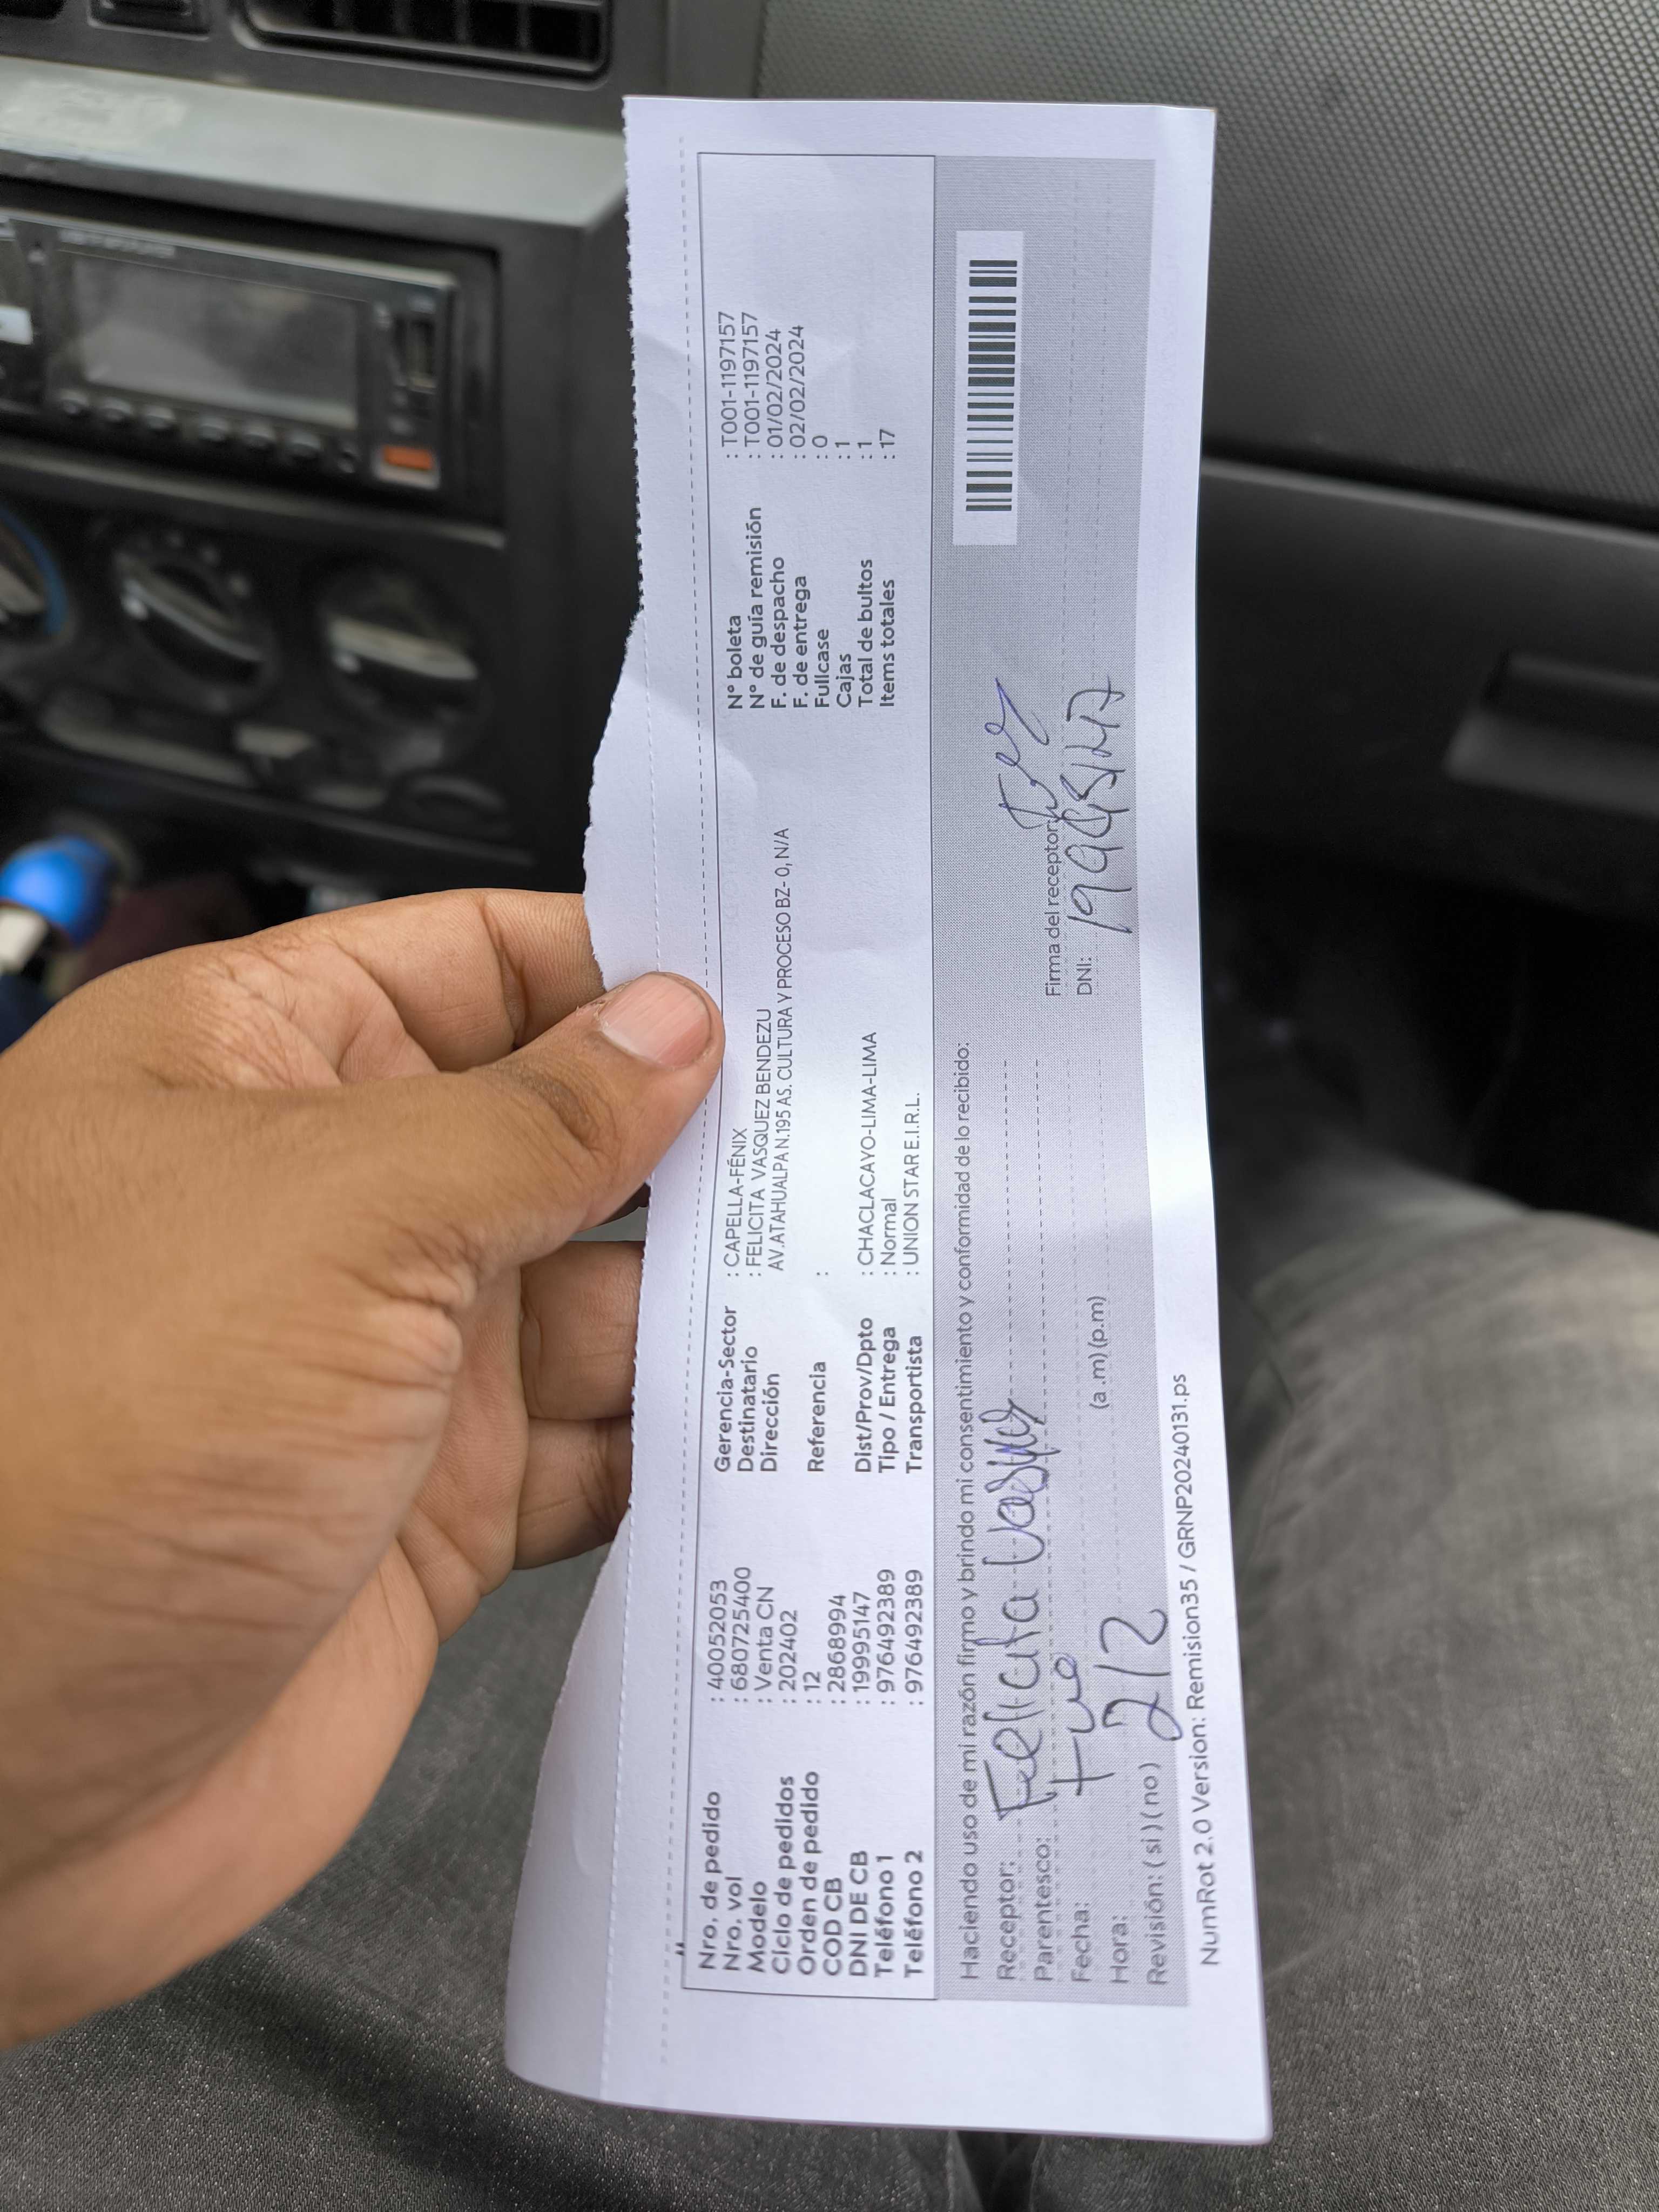 Nro. de pedido : 40052053
Nro. vol : 680725400
Modelo : Venta CN
Ciclo de pedidos : 202402
Orden de pedido : 12
COD CB : 2868994
DNI DE CB : 19995147
Teléfono 1 : 976492389
Teléfono 2 : 976492389
Gerencia-Sector : CAPELLA-FÉNIX
Destinatario : FELICITA VASQUEZ BENDEZU
Dirección AV.ATAHUALPA N.195 AS. CULTURA Y PROCESO BZ- 0, N/A
Referencia :
Dist/Prov/Dpto : CHACLACAYO-LIMA-LIMA
Tipo / Entrega : Normal
Transportista : UNION STAR E.I.R.L.
N° boleta : T001-1197157
N° de guía remisión : T001-1197157
F. de despacho : 01/02/2024
F. de entrega : 02/02/2024
Fullcase : 0
Cajas : 1
Total de bultos : 1
Items totales : 17
Haciendo uso de mi razón firmo y brindo mi consentimiento y conformidad de lo recibido:
Receptor: Felicita Vasquez
Parentesco:
Fecha: 2/2
Hora: (a .m) (p.m)
Revisión: ( si ) ( no )
Firma del receptor:
DNI:
NumRot 2.0 Version: Remision35 / GRNP20240131.ps